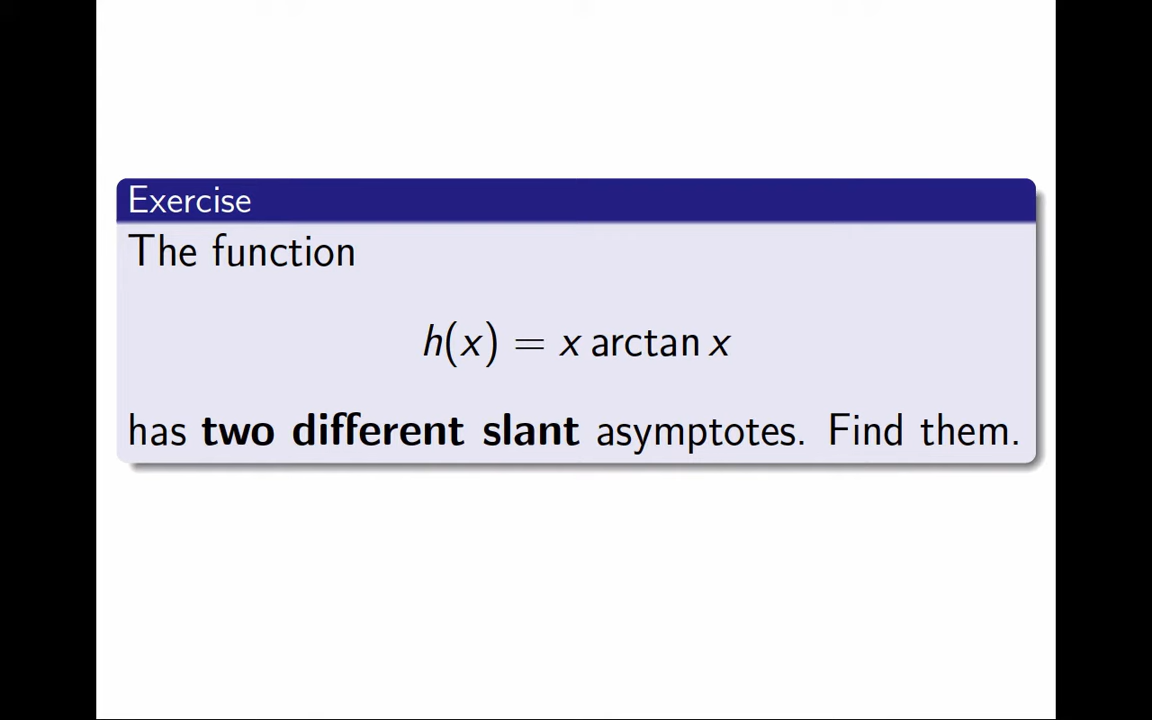 Exercise
The function
h(x) = x arctan x
has two different slant asymptotes. Find them.